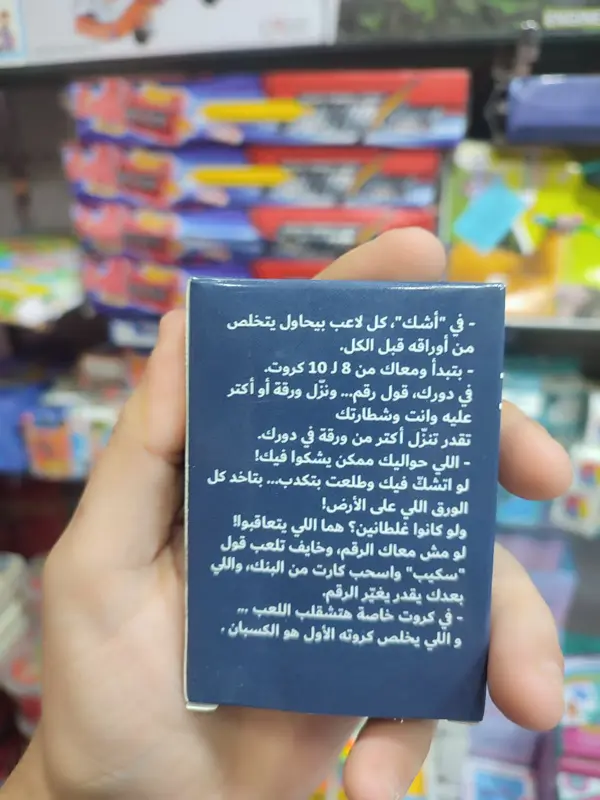 - في "أشك"، كل لاعب بيحاول يتخلص
من أوراقه قبل الكل.
- بتبدأ ومعاك من 8 لـ 10 كروت.
في دورك، قول رقم... ونزّل ورقة أو أكتر
عليه وانت وشطارتك
تقدر تنزّل أكتر من ورقة في دورك.
- اللي حواليك ممكن يشكوا فيك!
لو اتشكّ فيك وطلعت بتكدب... بتاخد كل
الورق اللي على الأرض!
ولو كانوا غلطانين؟ هما اللي يتعاقبوا!
لو مش معاك الرقم، وخايف تلعب قول
"سكيب" واسحب كارت من البنك، واللي
بعدك يقدر يغيّر الرقم.
- في كروت خاصة هتشقلب اللعب ...
و اللي يخلص كروته الأول هو الكسبان .